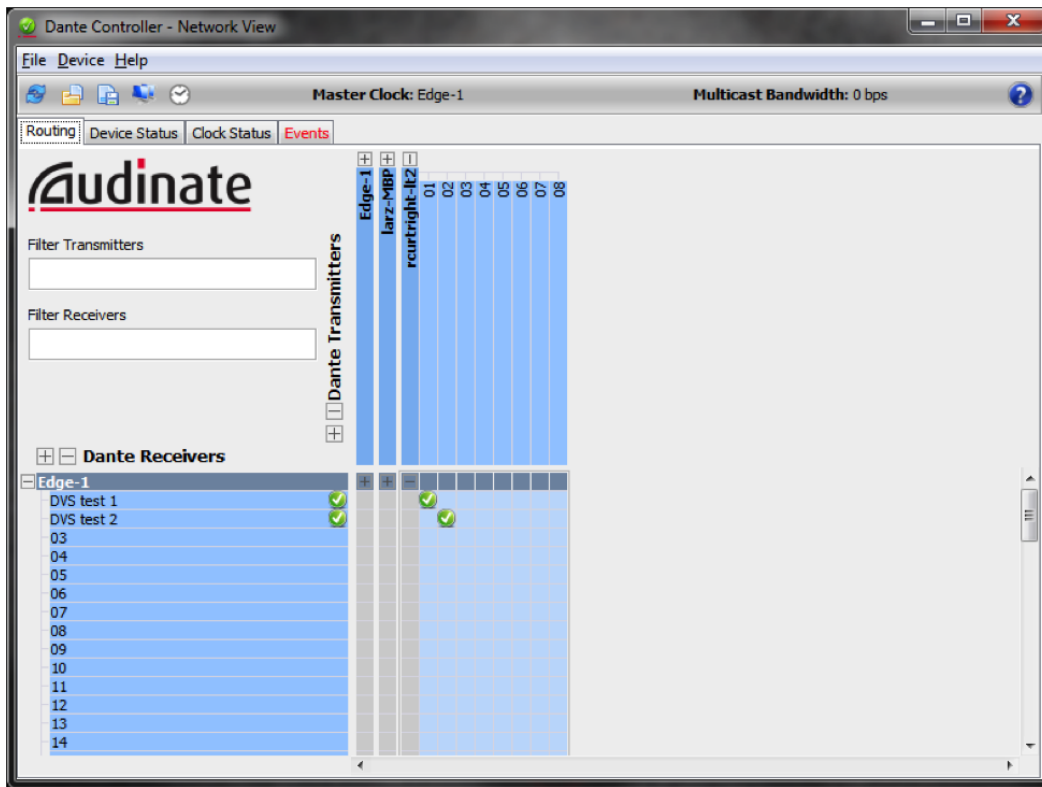 Dante Controller - Network View
File Device Help
Master Clock: Edge-1
Multicast Bandwidth: 0 bps
?
Routing
Device Status
Clock Status
Events
Audinate
Filter Transmitters
Filter Receivers
Dante Transmitters
Edge-1
larz-MBP
rcurtright-lt2
01
02
03
04
05
06
07
08
Dante Receivers
Edge-1
DVS test 1
DVS test 2
03
04
05
06
07
08
09
10
11
12
13
14